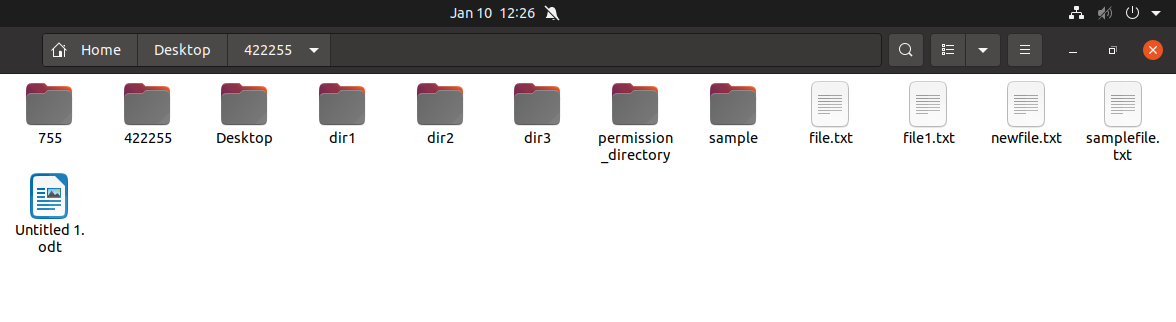 Jan 10 12:26
Home Desktop 422255
755 422255 Desktop dir1 dir2 dir3 permission sample file.txt file1.txt newfile.txt samplefile.
_directory txt
Untitled 1.
odt